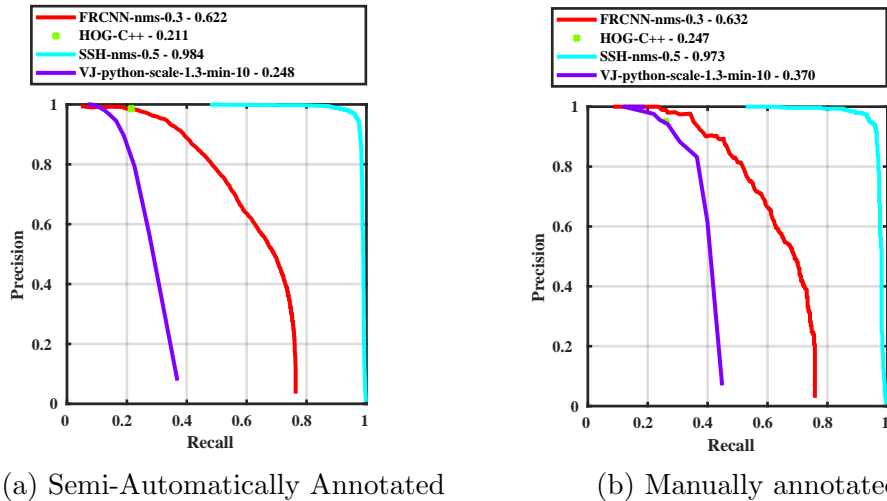 FRCNN-nms-0.3 - 0.622
HOG-C++ - 0.211
SSH-nms-0.5 - 0.984
VJ-python-scale-1.3-min-10 - 0.248
1
0.8
0.6
0.4
0.2
0
Precision
0 0.2 0.4 0.6 0.8 1
Recall
(a) Semi-Automatically Annotated
FRCNN-nms-0.3 - 0.632
HOG-C++ - 0.247
SSH-nms-0.5 - 0.973
VJ-python-scale-1.3-min-10 - 0.370
1
0.8
0.6
0.4
0.2
0
Precision
0 0.2 0.4 0.6 0.8 1
Recall
(b) Manually annotated